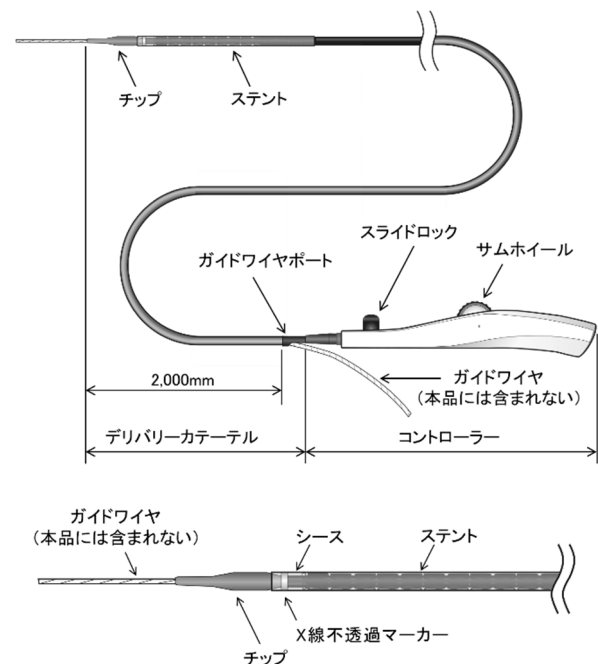 チップ
ステント
スライドロック
サムホイール
ガイドワイヤポート
2,000mm
ガイドワイヤ
（本品には含まれない）
デリバリーカテーテル
コントローラー
ガイドワイヤ
（本品には含まれない）
シース
ステント
X線不透過マーカー
チップ